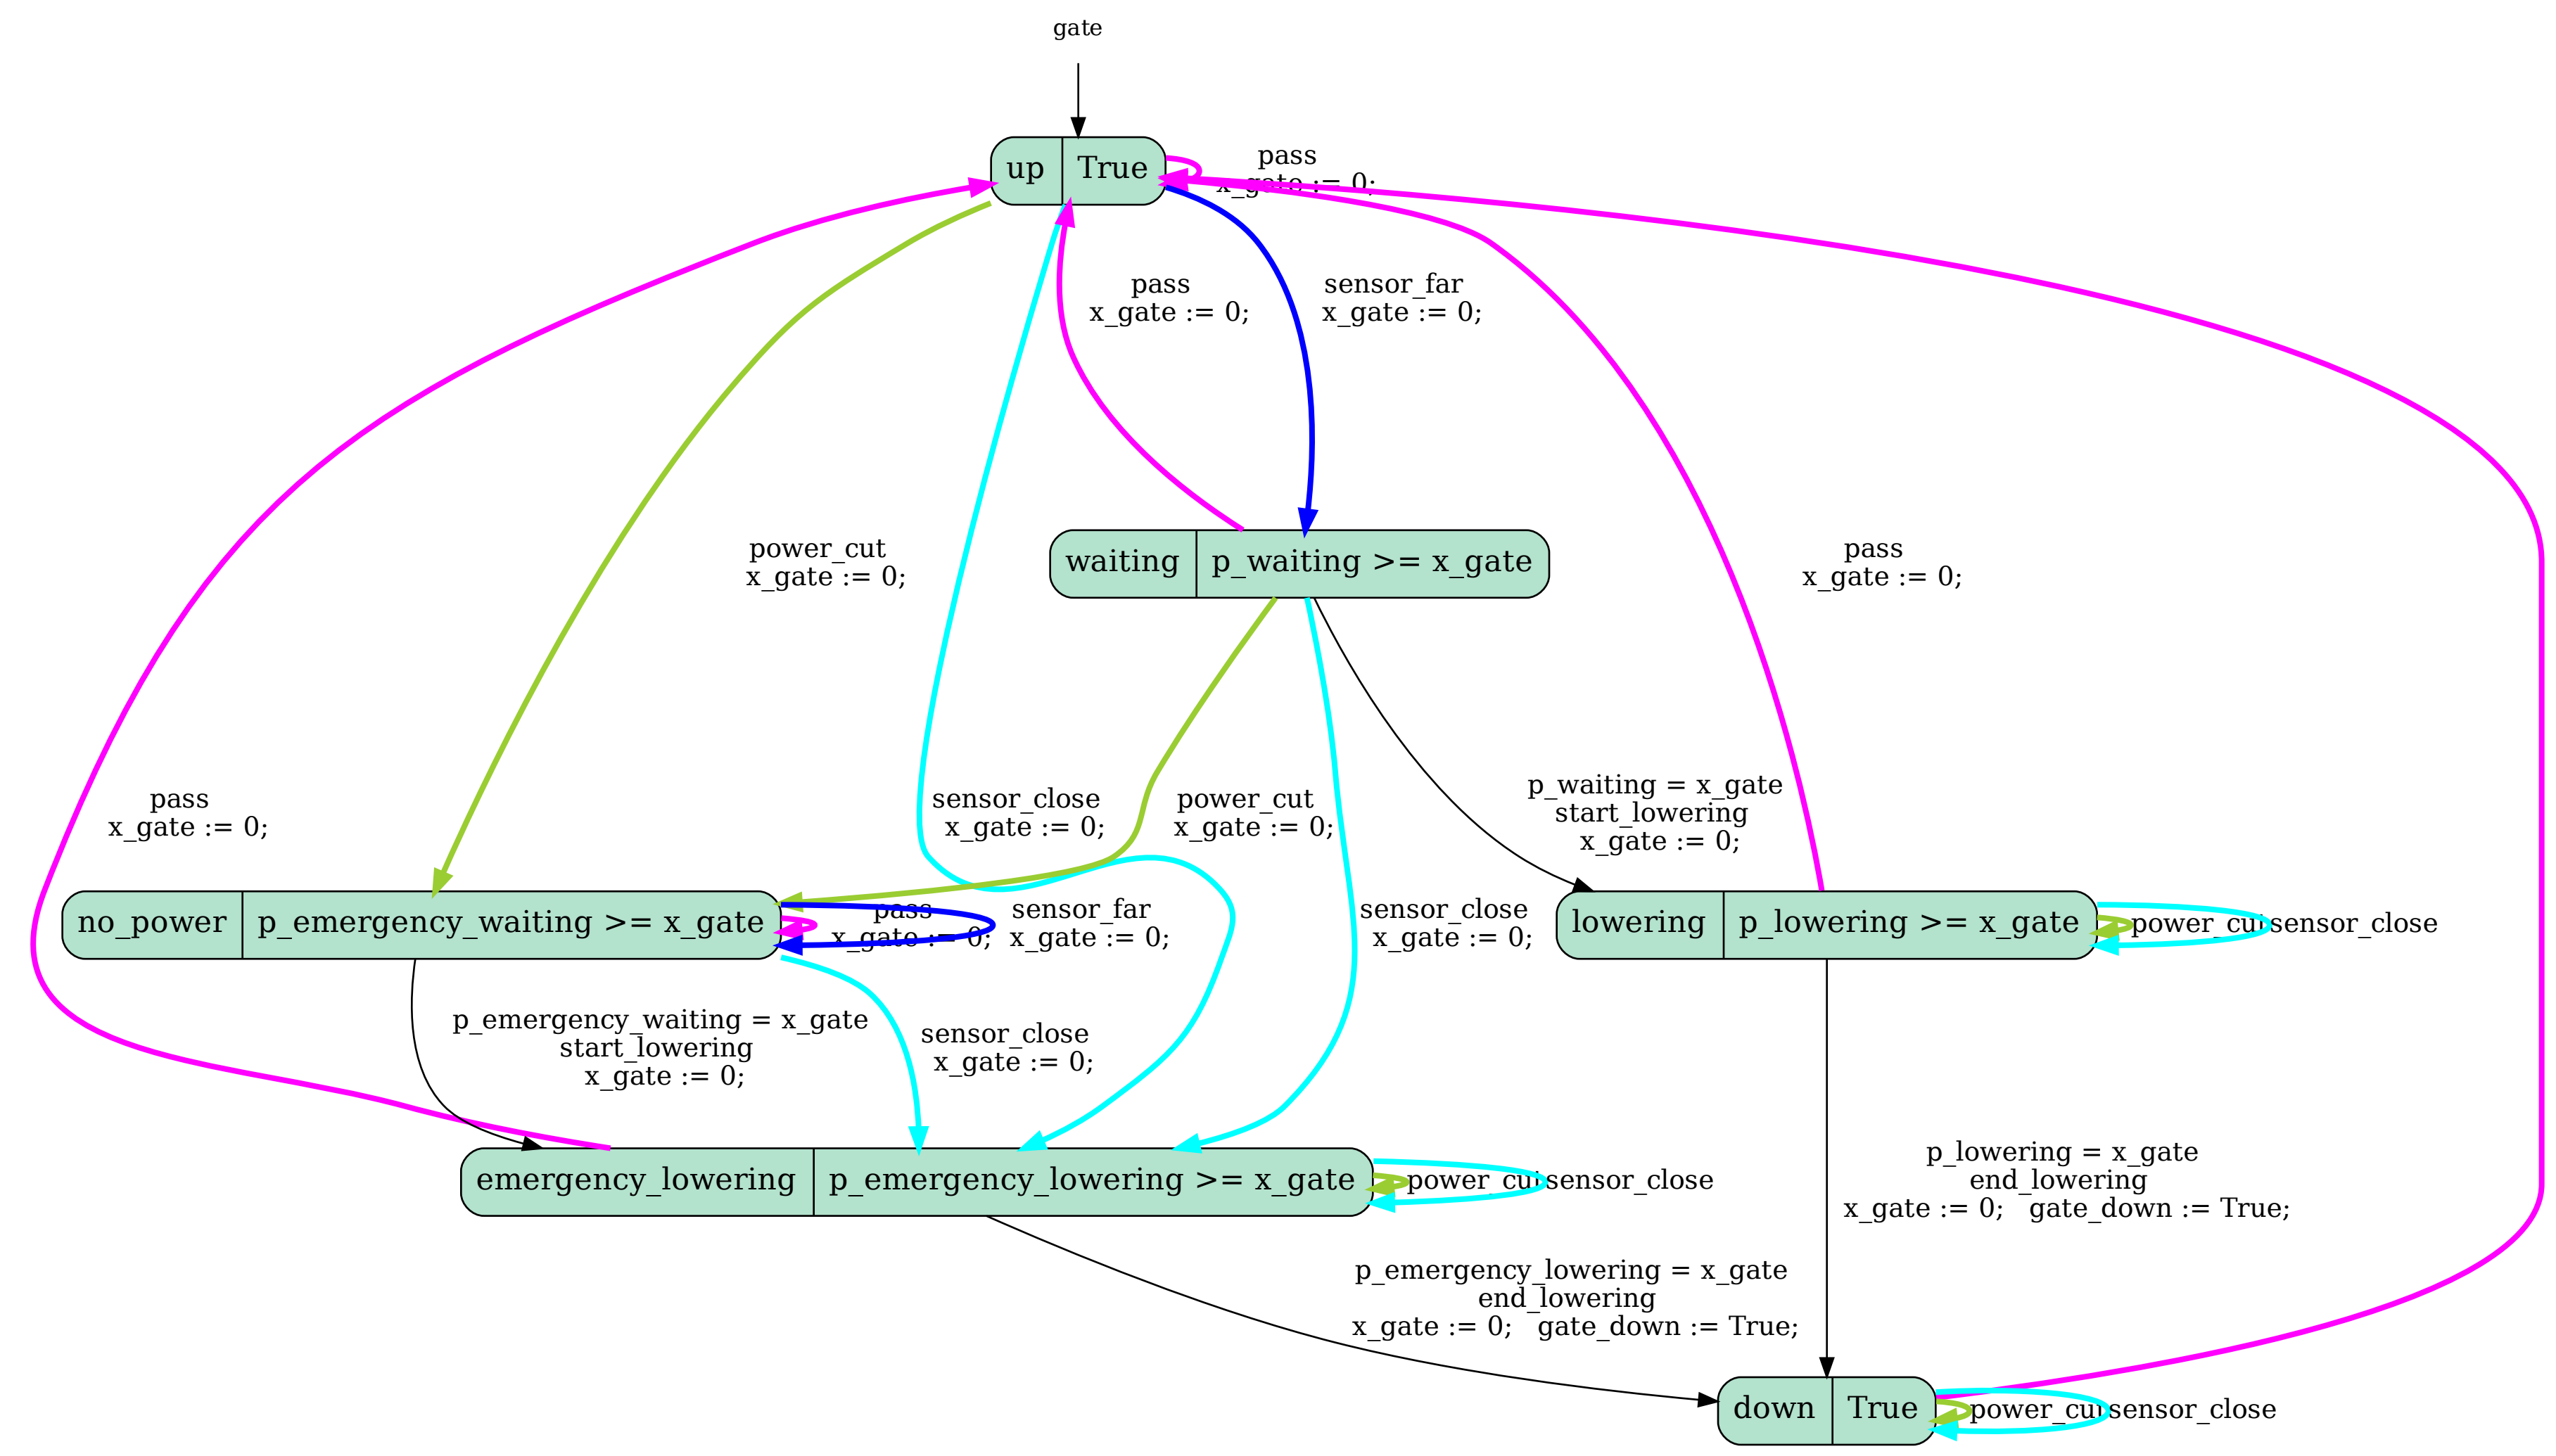 gate
up True
pass
x_gate := 0;
pass
x_gate := 0;
sensor_far
x_gate := 0;
power_cut
x_gate := 0;
waiting p_waiting >= x_gate
pass
x_gate := 0;
pass
x_gate := 0;
sensor_close
x_gate := 0;
power_cut
x_gate := 0;
p_waiting = x_gate
start_lowering
x_gate := 0;
no_power p_emergency_waiting >= x_gate
pass
x_gate := 0;
sensor_far
x_gate := 0;
sensor_close
x_gate := 0;
lowering p_lowering >= x_gate
power_cut
sensor_close
p_emergency_waiting = x_gate
start_lowering
x_gate := 0;
sensor_close
x_gate := 0;
emergency_lowering p_emergency_lowering >= x_gate
power_cut
sensor_close
p_lowering = x_gate
end_lowering
x_gate := 0; gate_down := True;
p_emergency_lowering = x_gate
end_lowering
x_gate := 0; gate_down := True;
down True
power_cut
sensor_close